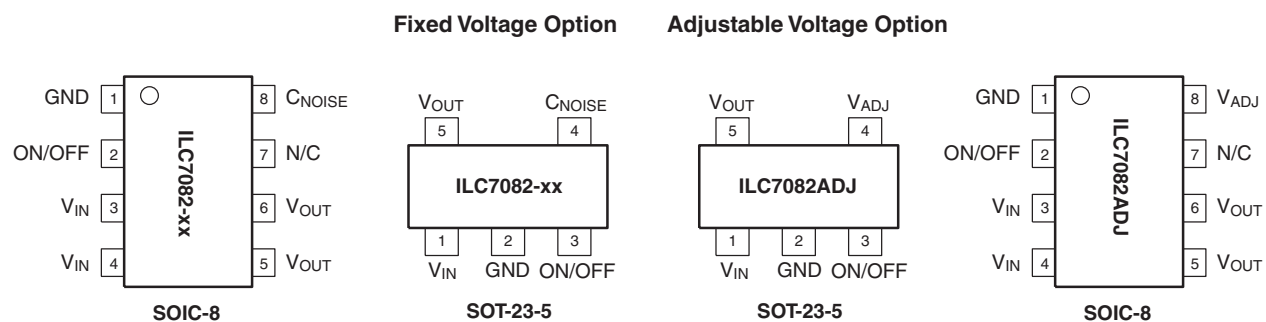 Fixed Voltage Option
Adjustable Voltage Option
GND 1
ON/OFF 2
VIN 3
VIN 4
8 CNOISE
7 N/C
6 VOUT
5 VOUT
ILC7082-xx
SOIC-8
VOUT CNOISE
5 4
ILC7082-xx
1 2 3
VIN GND ON/OFF
SOT-23-5
VOUT VADJ
5 4
ILC7082ADJ
1 2 3
VIN GND ON/OFF
SOT-23-5
GND 1
ON/OFF 2
VIN 3
VIN 4
8 VADJ
7 N/C
6 VOUT
5 VOUT
ILC7082ADJ
SOIC-8